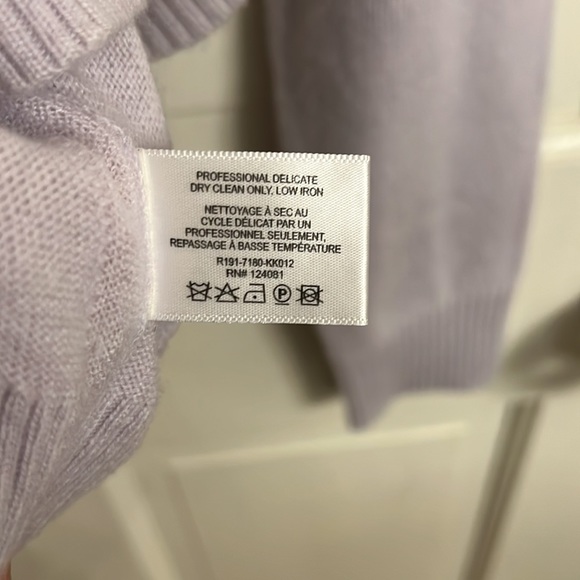 PROFESSIONAL DELICATE
DRY CLEAN ONLY, LOW IRON
NETTOYAGE À SEC AU
CYCLE DÉLICAT PAR UN
PROFESSIONNEL SEULEMENT,
REPASSAGE À BASSE TEMPÉRATURE
R191-7180-KK012
RN# 124081
P